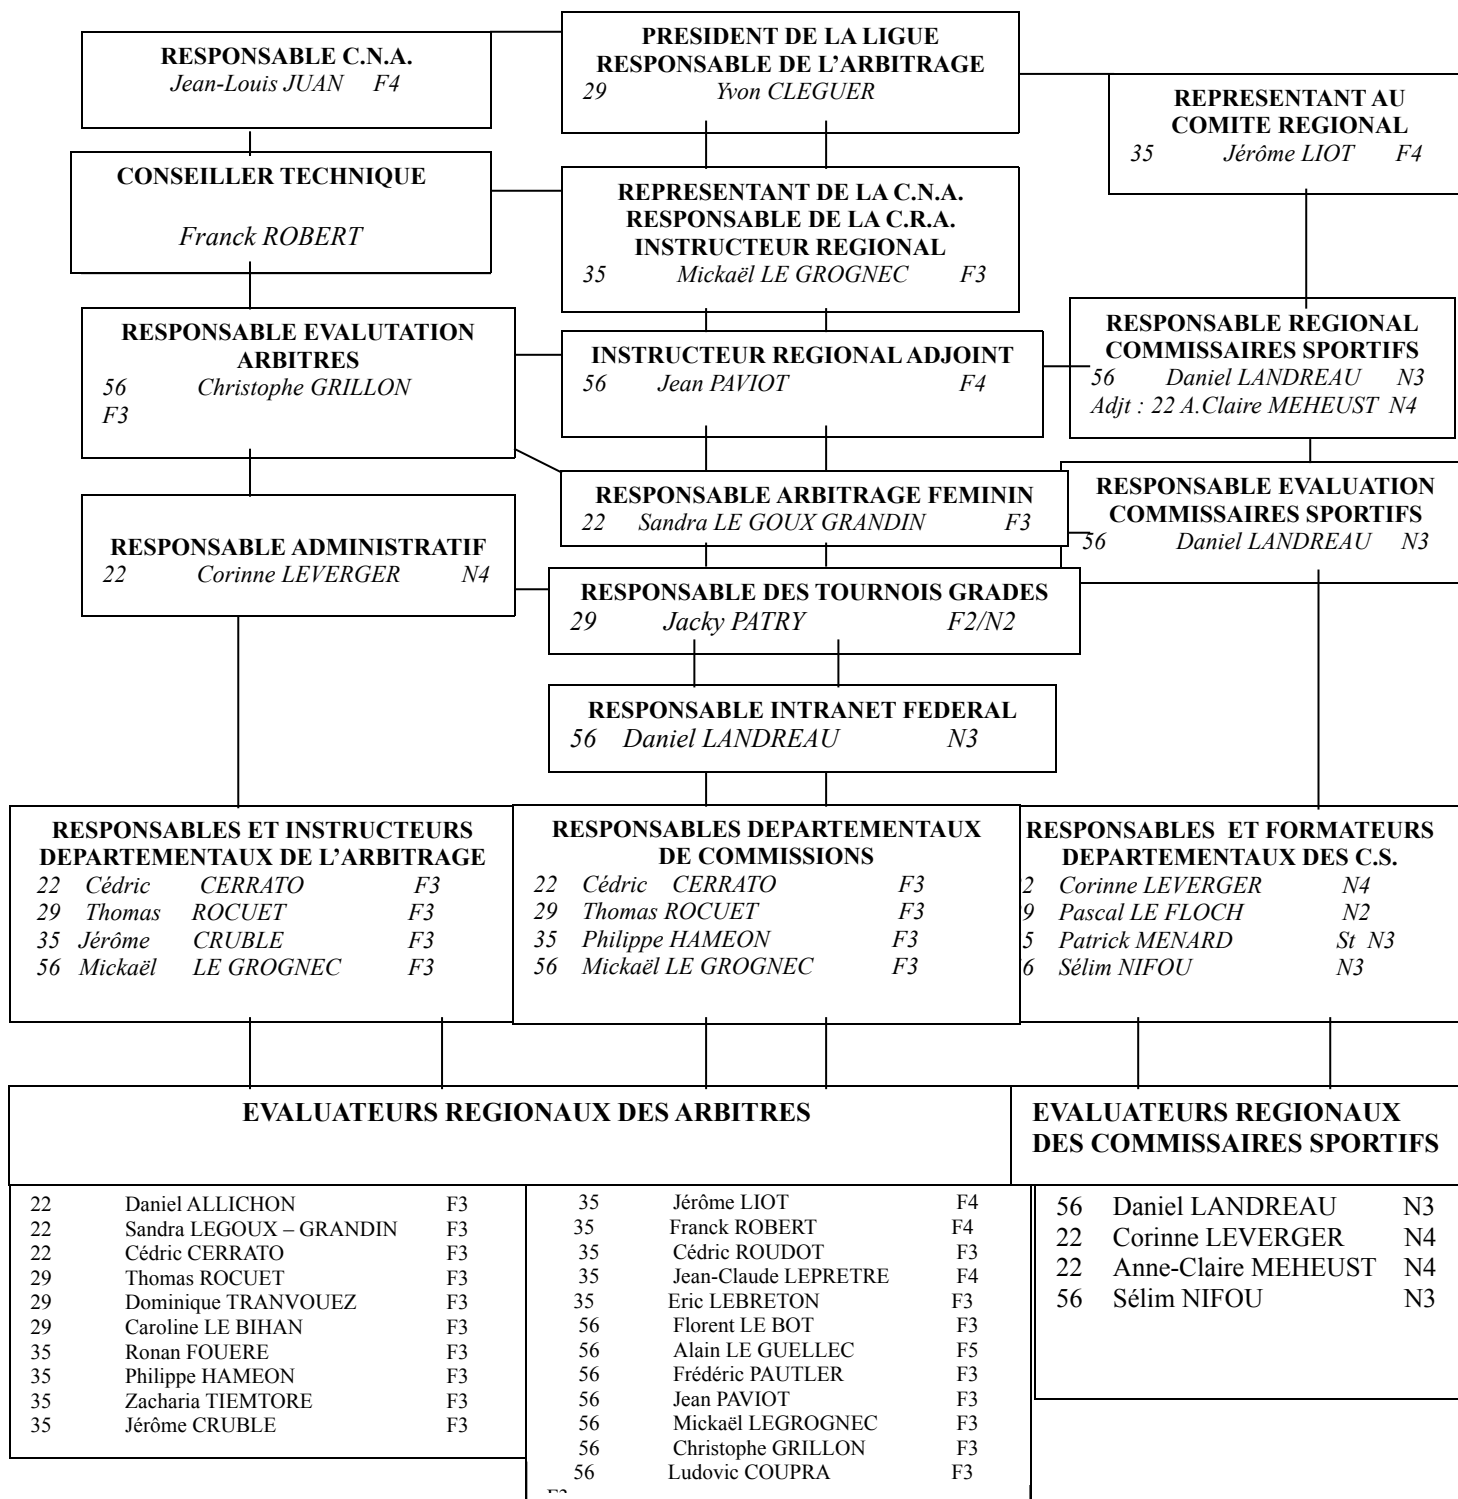 RESPONSABLE C.N.A.
Jean-Louis JUAN F4
PRESIDENT DE LA LIGUE
RESPONSABLE DE L'ARBITRAGE
29 Yvon CLEGUER
REPRESENTANT AU
COMITE REGIONAL
35 Jérôme LIOT F4
CONSEILLER TECHNIQUE
Franck ROBERT
REPRESENTANT DE LA C.N.A.
RESPONSABLE DE LA C.R.A.
INSTRUCTEUR REGIONAL
35 Mickaël LE GROGNEC F3
RESPONSABLE EVALUTATION
ARBITRES
56 Christophe GRILLON
F3
INSTRUCTEUR REGIONAL ADJOINT
56 Jean PAVIOT F4
RESPONSABLE REGIONAL
COMMISSAIRES SPORTIFS
56 Daniel LANDREAU N3
Adjt : 22 A.Claire MEHEUST N4
RESPONSABLE ADMINISTRATIF
22 Corinne LEVERGER N4
RESPONSABLE ARBITRAGE FEMININ
22 Sandra LE GOUX GRANDIN F3
RESPONSABLE EVALUATION
COMMISSAIRES SPORTIFS
56 Daniel LANDREAU N3
RESPONSABLE DES TOURNOIS GRADES
29 Jacky PATRY F2/N2
RESPONSABLE INTRANET FEDERAL
56 Daniel LANDREAU N3
RESPONSABLES ET INSTRUCTEURS
DEPARTEMENTAUX DE L'ARBITRAGE
22 Cédric CERRATO F3
29 Thomas ROCUET F3
35 Jérôme CRUBLE F3
56 Mickaël LE GROGNEC F3
RESPONSABLES DEPARTEMENTAUX
DE COMMISSIONS
22 Cédric CERRATO F3
29 Thomas ROCUET F3
35 Philippe HAMEON F3
56 Mickaël LE GROGNEC F3
RESPONSABLES ET FORMATEURS
DEPARTEMENTAUX DES C.S.
2 Corinne LEVERGER N4
9 Pascal LE FLOCH N2
5 Patrick MENARD St N3
6 Sélim NIFOU N3
EVALUATEURS REGIONAUX DES ARBITRES
22 Daniel ALLICHON F3
22 Sandra LEGOUX – GRANDIN F3
22 Cédric CERRATO F3
29 Thomas ROCUET F3
29 Dominique TRANVOUEZ F3
29 Caroline LE BIHAN F3
35 Ronan FOUERE F3
35 Philippe HAMEON F3
35 Zacharia TIEMTORE F3
35 Jérôme CRUBLE F3
35 Jérôme LIOT F4
35 Franck ROBERT F4
35 Cédric ROUDOT F3
35 Jean-Claude LEPRETRE F4
35 Eric LEBRETON F3
56 Florent LE BOT F3
56 Alain LE GUELLEC F5
56 Frédéric PAUTLER F3
56 Jean PAVIOT F3
56 Mickaël LEGROGNEC F3
56 Christophe GRILLON F3
56 Ludovic COUPRA F3
EVALUATEURS REGIONAUX
DES COMMISSAIRES SPORTIFS
56 Daniel LANDREAU N3
22 Corinne LEVERGER N4
22 Anne-Claire MEHEUST N4
56 Sélim NIFOU N3